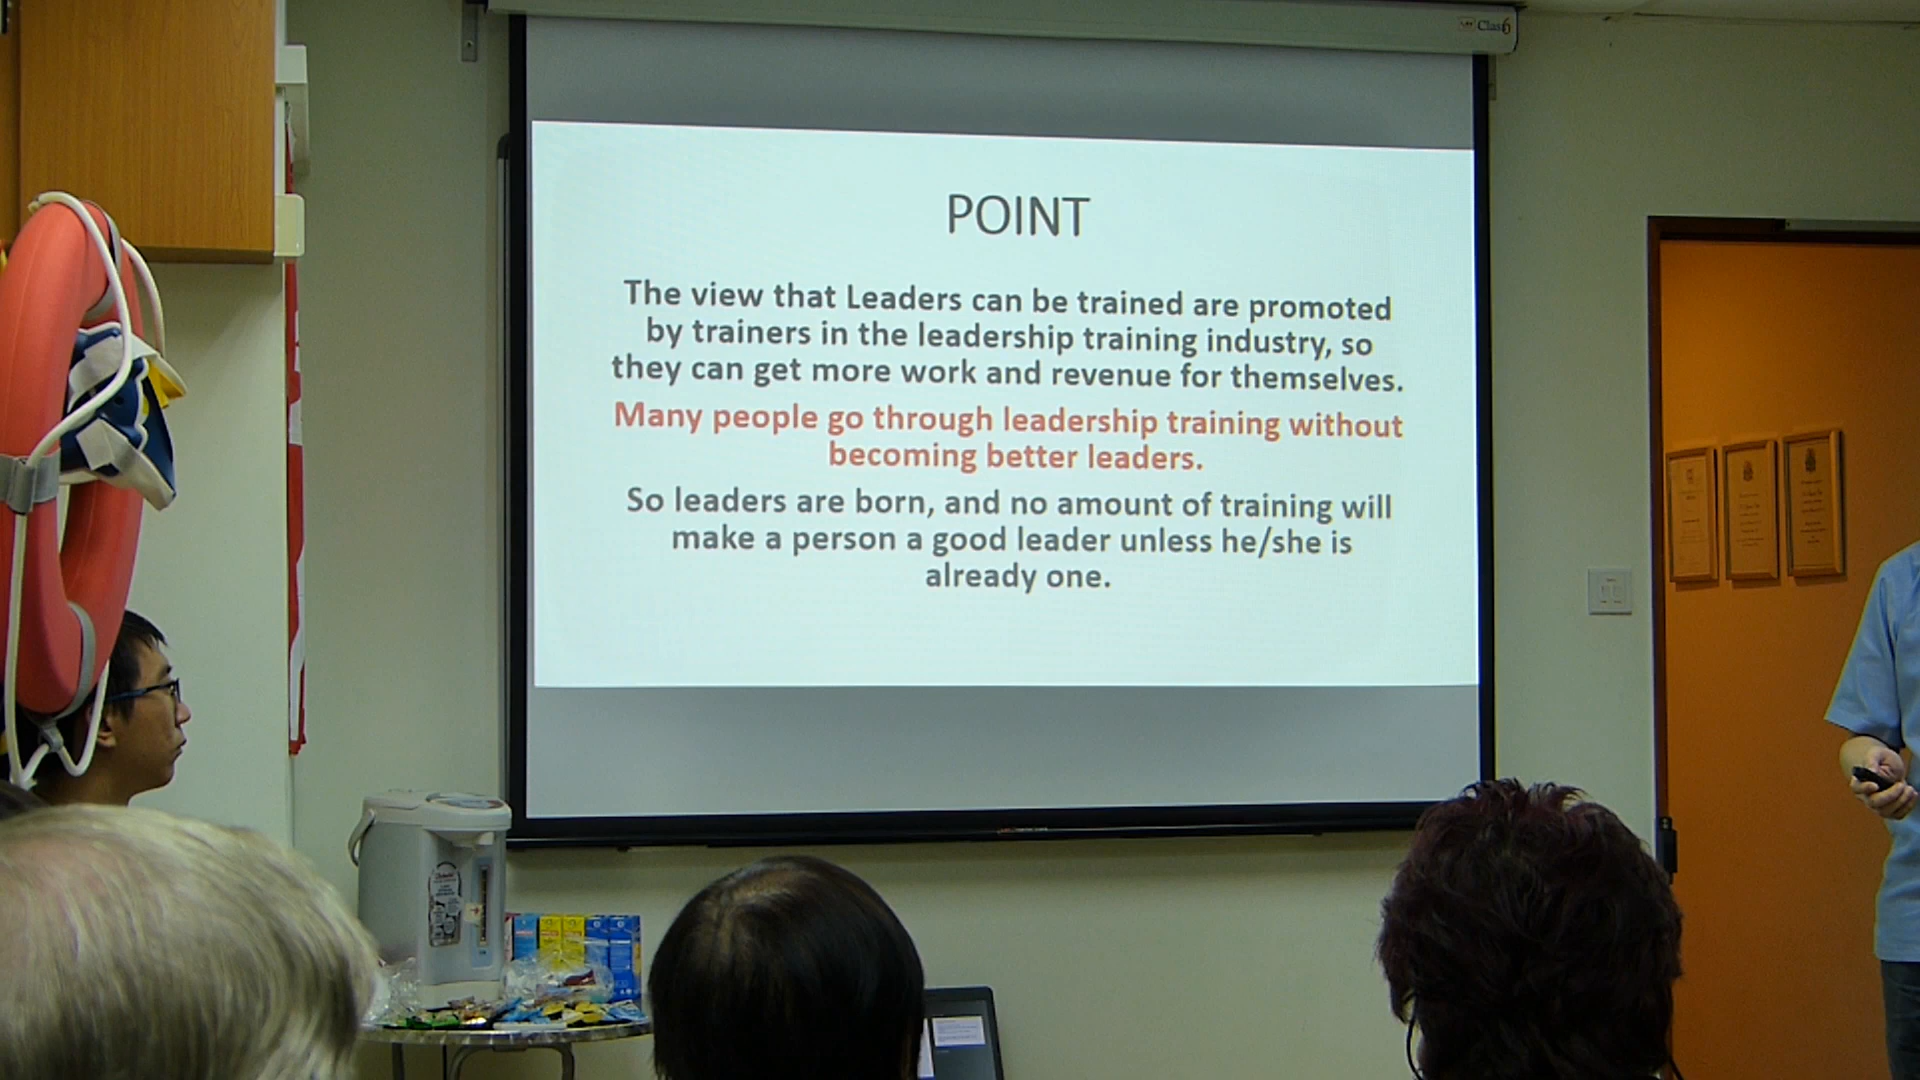 Clas6
POINT
The view that Leaders can be trained are promoted
by trainers in the leadership training industry, so
they can get more work and revenue for themselves.
Many people go through leadership training without
becoming better leaders.
So leaders are born, and no amount of training will
make a person a good leader unless he/she is
already one.